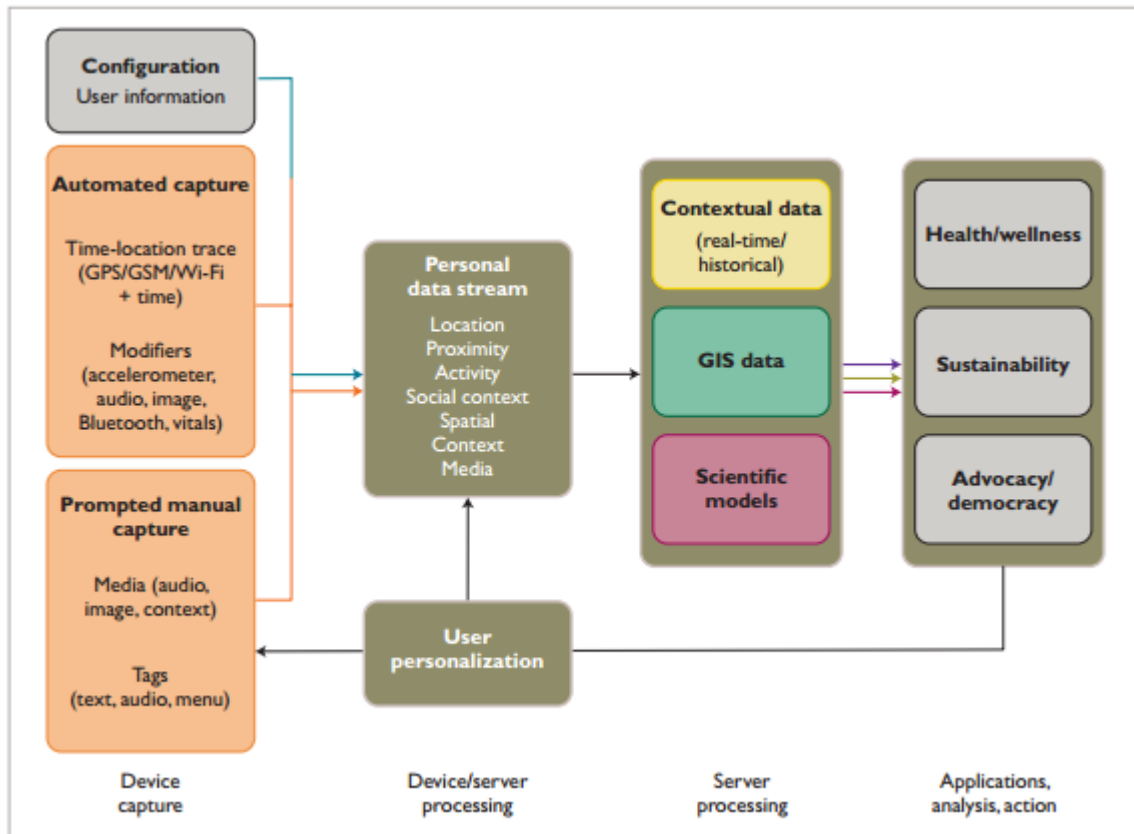 Configuration
User information
Automated capture
Time-location trace
(GPS/GSM/Wi-Fi
+ time)
Modifiers
(accelerometer,
audio, image,
Bluetooth, vitals)
Prompted manual
capture
Media (audio,
image, context)
Tags
(text, audio, menu)
Device
capture
Personal
data stream
Location
Proximity
Activity
Social context
Spatial
Context
Media
User
personalization
Device/server
processing
Contextual data
(real-time/
historical)
GIS data
Scientific
models
Server
processing
Health/wellness
Sustainability
Advocacy/
democracy
Applications,
analysis, action